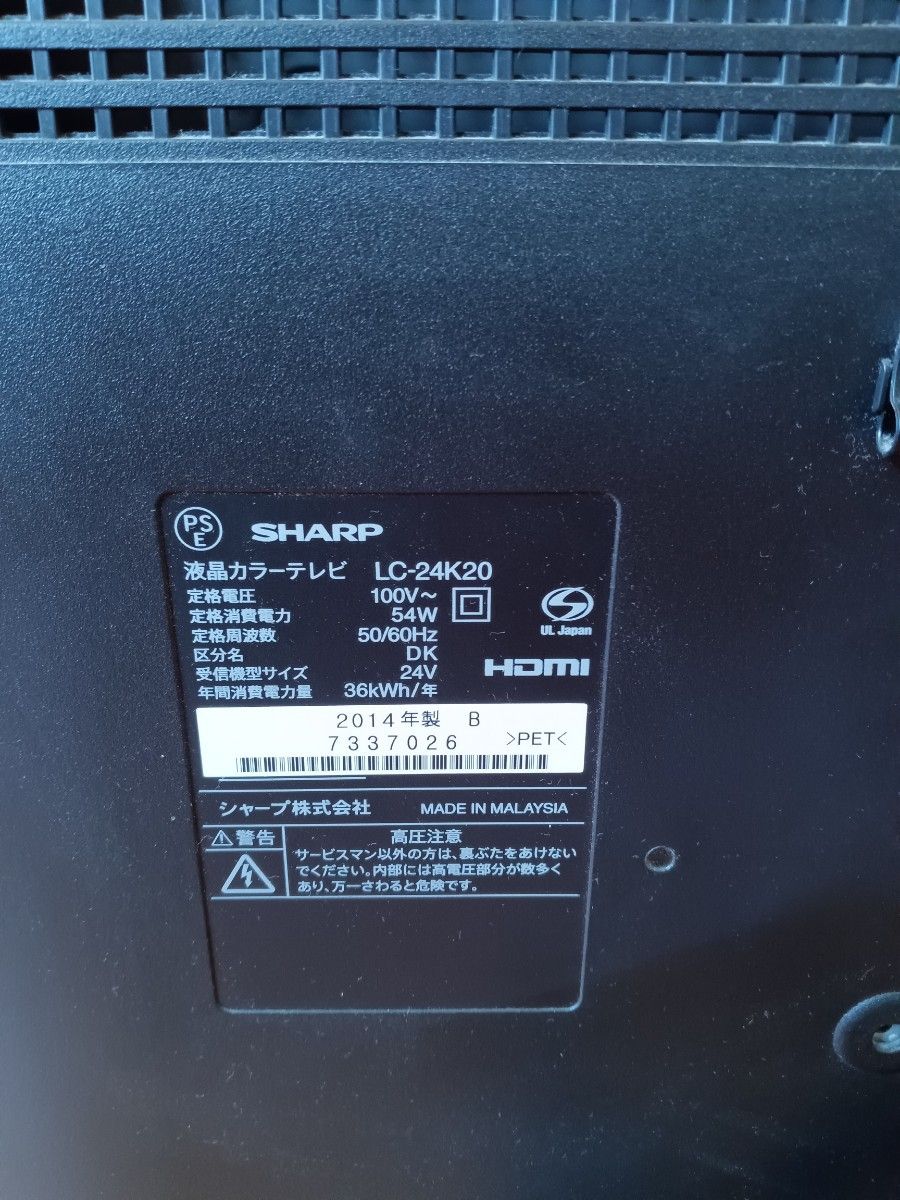 PS
E
SHARP
液晶カラーテレビ LC-24K20
定格電圧 100V～
定格消費電力 54W
定格周波数 50/60Hz
区分名 DK
受信機型サイズ 24V
年間消費電力量 36kWh/年
UL Japan
HDMI
2014年製 B
7337026 >PET<
シャープ株式会社 MADE IN MALAYSIA
警告
高圧注意
サービスマン以外の方は、裏ぶたをあけない
でください。内部には高電圧部分が数多く
あり、万一さわると危険です。